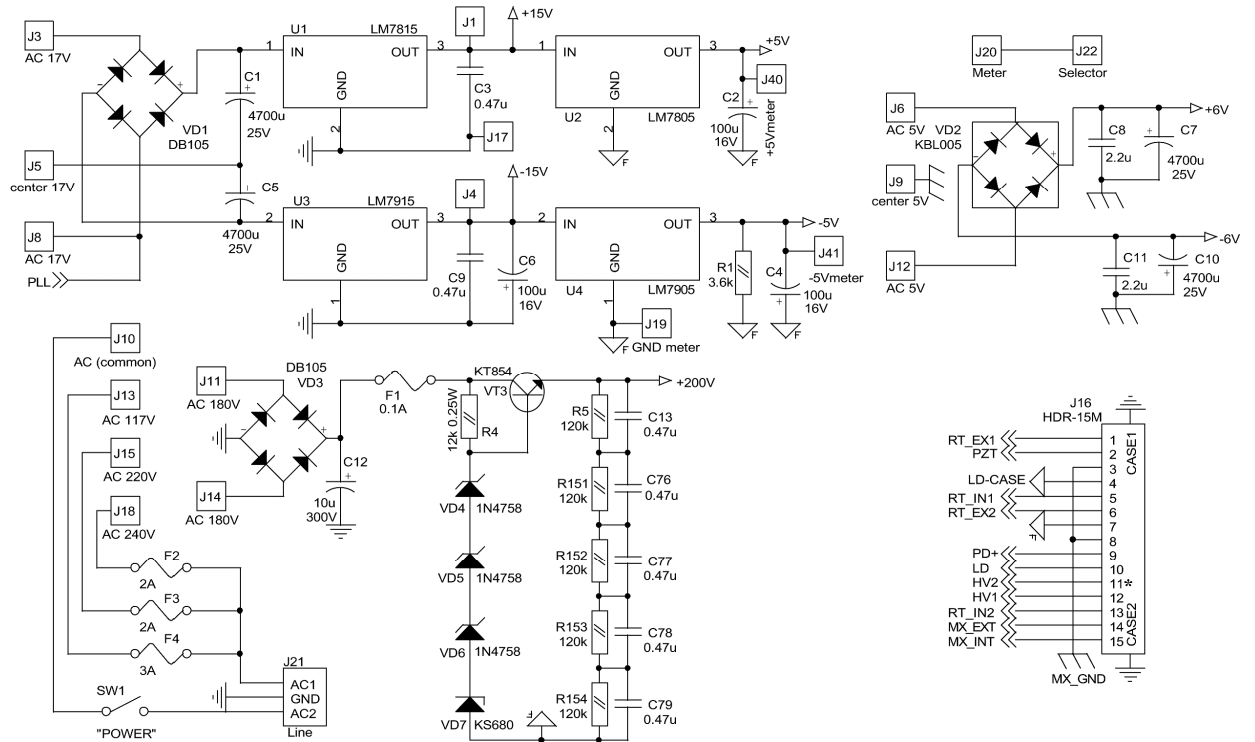 J3
AC 17V
VD1
DB105
J5
center 17V
J8
AC 17V
PLL
C1
4700u
25V
C5
4700u
25V
U1
LM7815
1
IN
OUT
3
GND
2
J1
+15V
C3
0.47u
J17
1
IN
OUT
3
GND
U2
LM7805
2
F
+5V
J40
+5Vmeter
C2
100u
16V
F
U3
LM7915
2
IN
OUT
3
GND
1
J4
-15V
C9
0.47u
C6
100u
16V
2
IN
OUT
3
GND
U4
LM7905
1
F
J19
GND meter
-5V
J41
-5Vmeter
R1
3.6k
F
C4
100u
16V
F
J20
Meter
J22
Selector
J6
AC 5V
VD2
KBL005
J9
center 5V
J12
AC 5V
C8
2.2u
C7
4700u
25V
+6V
-6V
C11
2.2u
C10
4700u
25V
J10
AC (common)
J13
AC 117V
J15
AC 220V
J18
AC 240V
F2
2A
F3
2A
F4
3A
SW1
"POWER"
J21
AC1
GND
AC2
Line
J11
AC 180V
DB105
VD3
J14
AC 180V
C12
10u
300V
F1
0.1A
12k 0.25W
R4
KT854
VT3
+200V
VD4
1N4758
VD5
1N4758
VD6
1N4758
VD7
KS680
F
R5
120k
C13
0.47u
R151
120k
C76
0.47u
R152
120k
C77
0.47u
R153
120k
C78
0.47u
R154
120k
C79
0.47u
J16
HDR-15M
CASE1
CASE2
RT_EX1 1
PZT 2
3
LD-CASE 4
RT_IN1 5
RT_EX2 6
F 7
8
PD+ 9
LD 10
HV2 11*
HV1 12
RT_IN2 13
MX_EXT 14
MX_INT 15
MX_GND